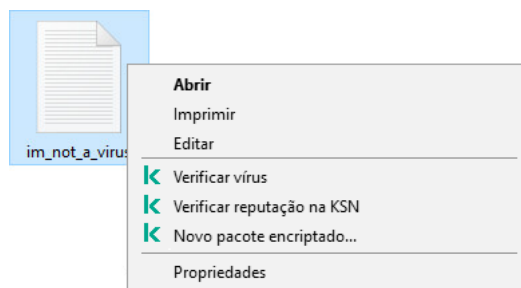 im_not_a_virus
Abrir
Imprimir
Editar
Verificar vírus
Verificar reputação na KSN
Novo pacote encriptado...
Propriedades